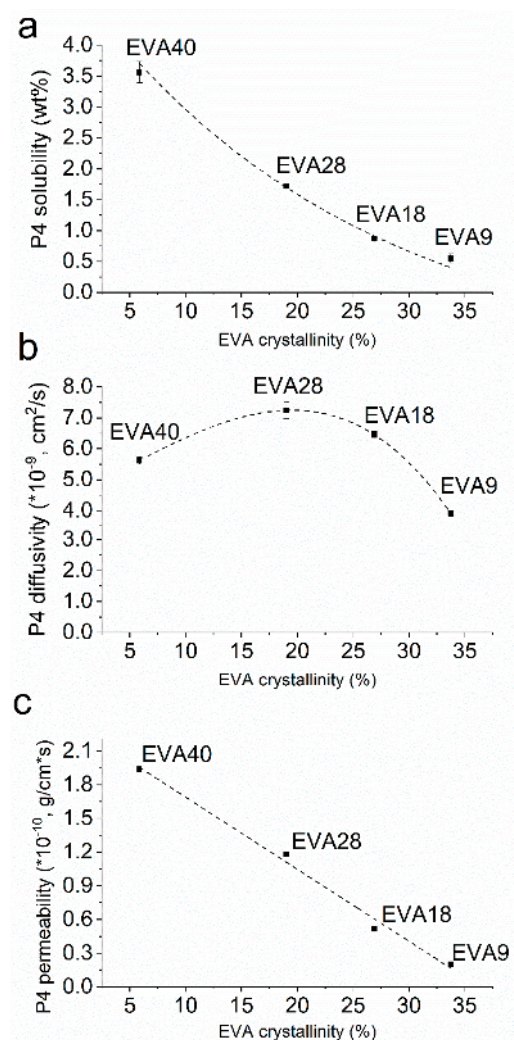 a
4.0
3.5
3.0
2.5
2.0
1.5
1.0
0.5
0.0
P4 solubility (wt%)
EVA40
EVA28
EVA18
EVA9
5 10 15 20 25 30 35
EVA crystallinity (%)
b
8.0
7.0
6.0
5.0
4.0
3.0
2.0
1.0
0.0
P4 diffusivity (*10⁻⁹, cm²/s)
EVA40
EVA28
EVA18
EVA9
5 10 15 20 25 30 35
EVA crystallinity (%)
c
2.1
1.8
1.5
1.2
0.9
0.6
0.3
0.0
P4 permeability (*10⁻¹⁰, g/cm*s)
EVA40
EVA28
EVA18
EVA9
5 10 15 20 25 30 35
EVA crystallinity (%)